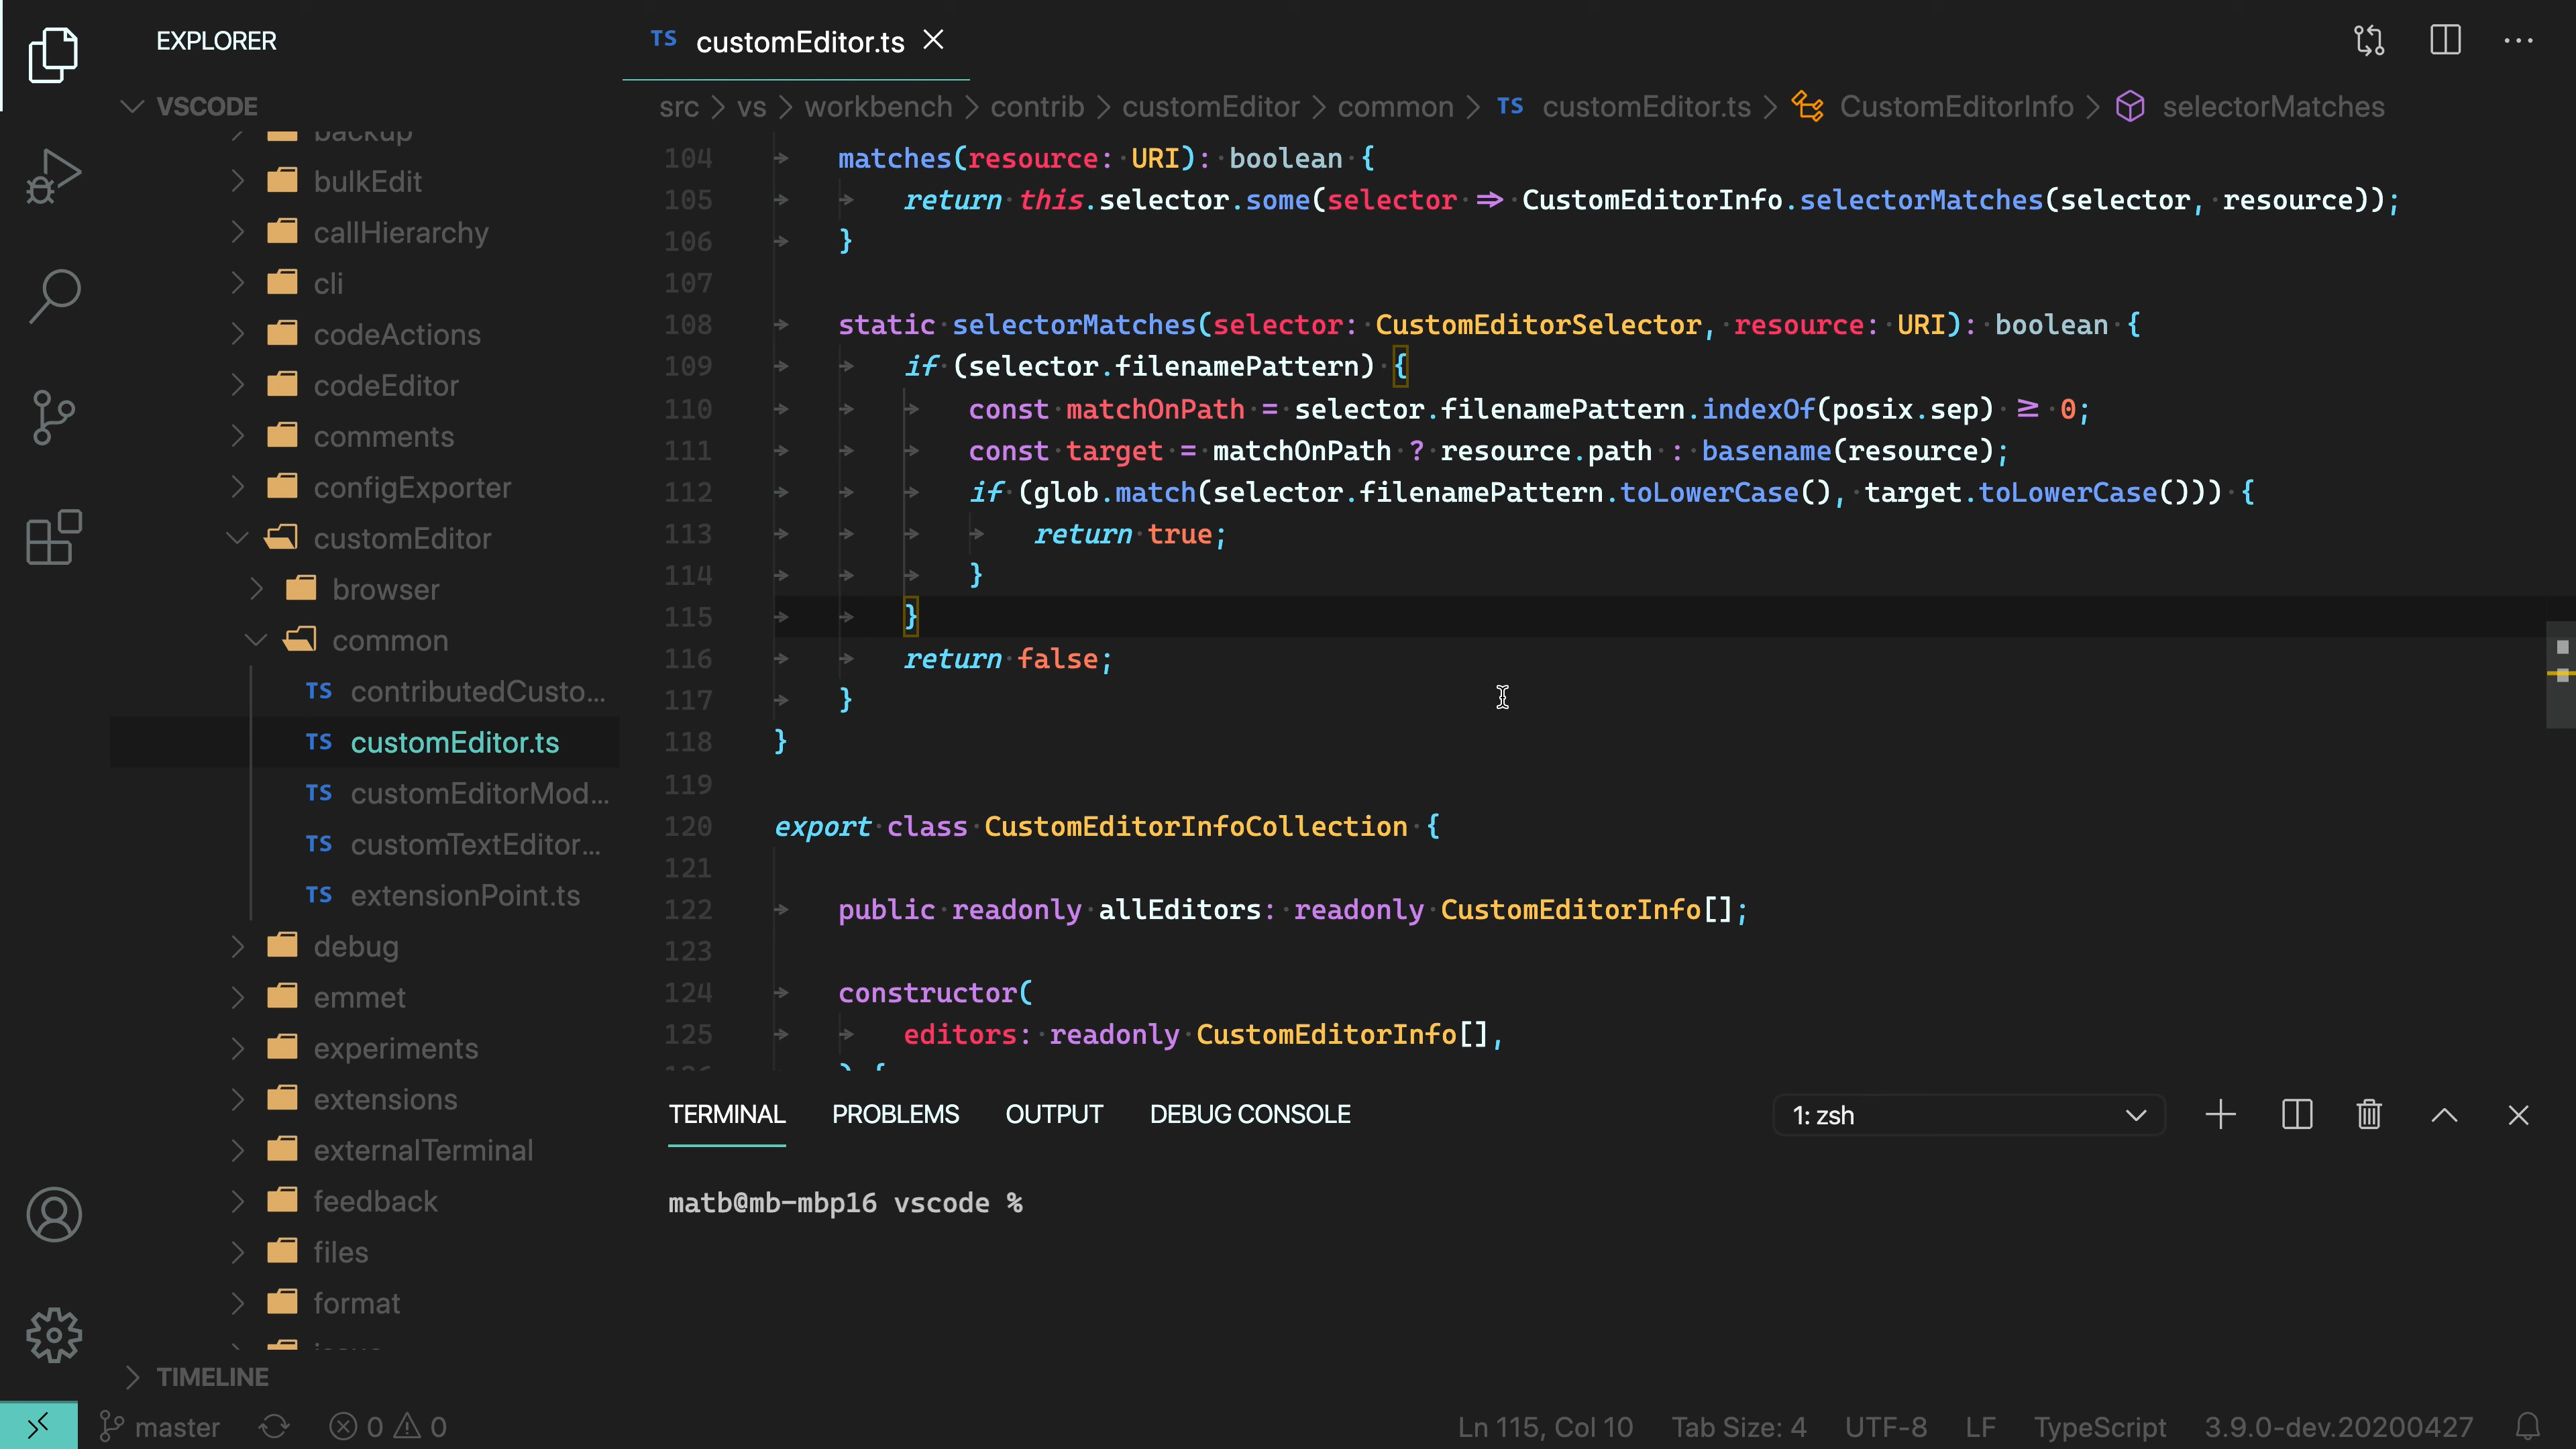 EXPLORER
VSCODE
backup
bulkEdit
callHierarchy
cli
codeActions
codeEditor
comments
configExporter
customEditor
browser
common
TS contributedCusto...
TS customEditor.ts
TS customEditorMod...
TS customTextEditor...
TS extensionPoint.ts
debug
emmet
experiments
extensions
externalTerminal
feedback
files
format
TIMELINE
TS customEditor.ts
src > vs > workbench > contrib > customEditor > common > TS customEditor.ts > CustomEditorInfo > selectorMatches
104 matches(resource: URI): boolean {
105 return this.selector.some(selector => CustomEditorInfo.selectorMatches(selector, resource));
106 }
107
108 static selectorMatches(selector: CustomEditorSelector, resource: URI): boolean {
109 if (selector.filenamePattern) {
110 const matchOnPath = selector.filenamePattern.indexOf(posix.sep) >= 0;
111 const target = matchOnPath ? resource.path : basename(resource);
112 if (glob.match(selector.filenamePattern.toLowerCase(), target.toLowerCase())) {
113 return true;
114 }
115 }
116 return false;
117 }
118 }
119
120 export class CustomEditorInfoCollection {
121
122 public readonly allEditors: readonly CustomEditorInfo[];
123
124 constructor(
125 editors: readonly CustomEditorInfo[],
TERMINAL PROBLEMS OUTPUT DEBUG CONSOLE 1: zsh
matb@mb-mbp16 vscode %
master 0 0 Ln 115, Col 10 Tab Size: 4 UTF-8 LF TypeScript 3.9.0-dev.20200427